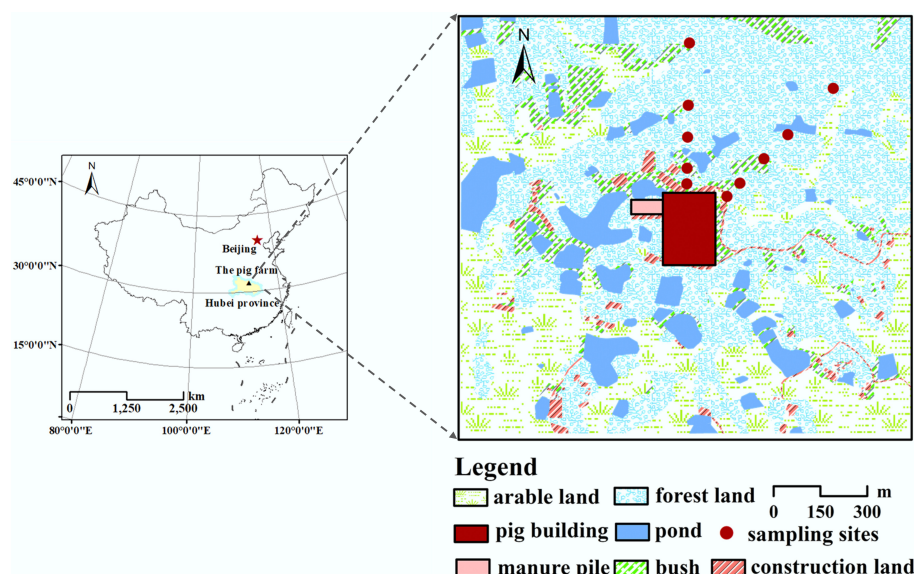 N
45°0'0"N
30°0'0"N
15°0'0"N
Beijing
The pig farm
Hubei province
km
0 1,250 2,500
80°0'0"E 100°0'0"E 120°0'0"E
N
Legend
arable land forest land m
0 150 300
pig building pond sampling sites
manure pile bush construction land